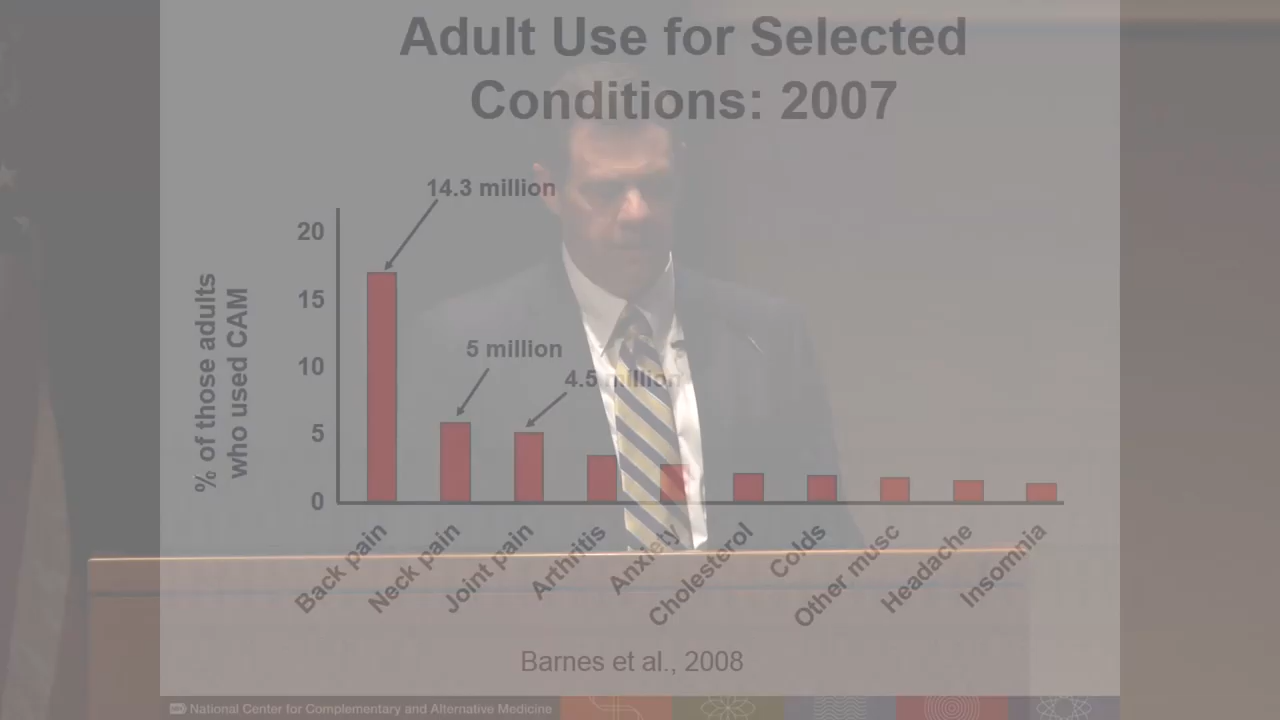 Adult Use for Selected
Conditions: 2007
14.3 million
5 million
4.5 million
% of those adults
who used CAM
20
15
10
5
0
Back pain
Neck pain
Joint pain
Arthritis
Anxiety
Cholesterol
Colds
Other musc
Headache
Insomnia
Barnes et al., 2008
National Center for Complementary and Alternative Medicine